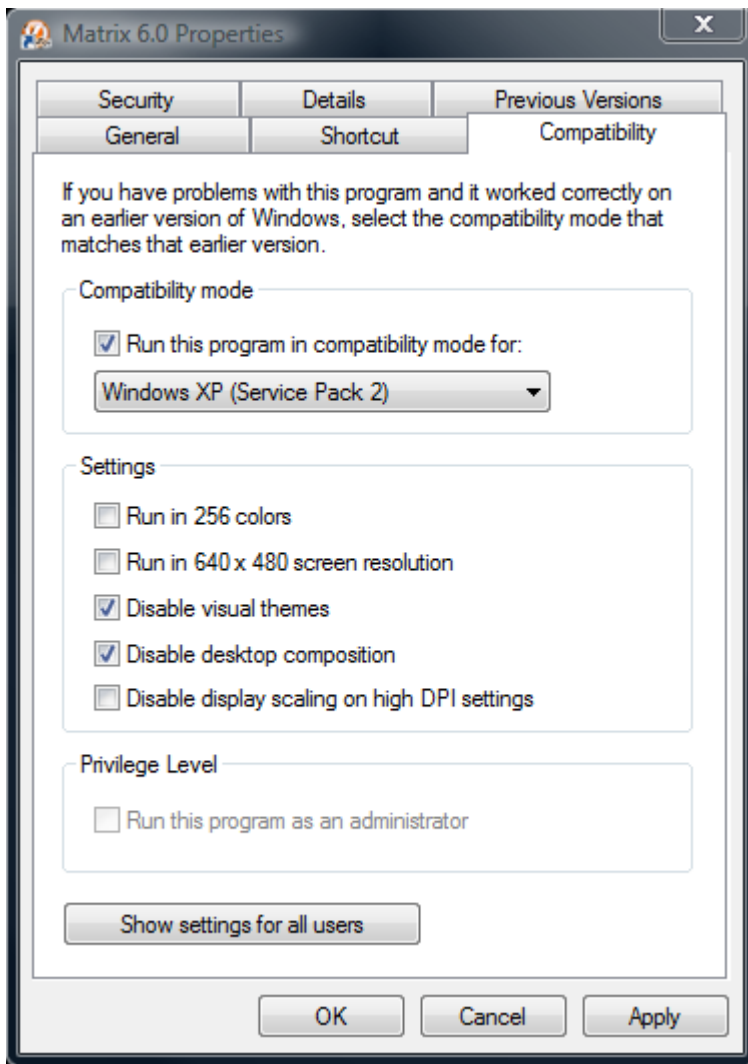 Matrix 6.0 Properties
Security Details Previous Versions
General Shortcut Compatibility
If you have problems with this program and it worked correctly on
an earlier version of Windows, select the compatibility mode that
matches that earlier version.
Compatibility mode
Run this program in compatibility mode for:
Windows XP (Service Pack 2)
Settings
Run in 256 colors
Run in 640 x 480 screen resolution
Disable visual themes
Disable desktop composition
Disable display scaling on high DPI settings
Privilege Level
Run this program as an administrator
Show settings for all users
OK Cancel Apply